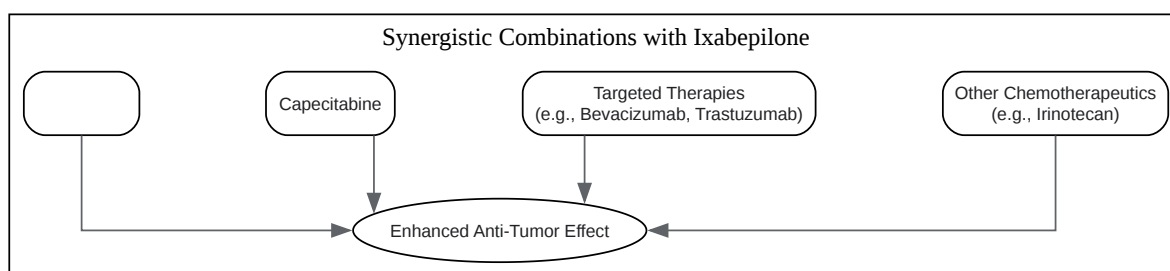 Synergistic Combinations with Ixabepilone
Capecitabine
Targeted Therapies
(e.g., Bevacizumab, Trastuzumab)
Other Chemotherapeutics
(e.g., Irinotecan)
Enhanced Anti-Tumor Effect